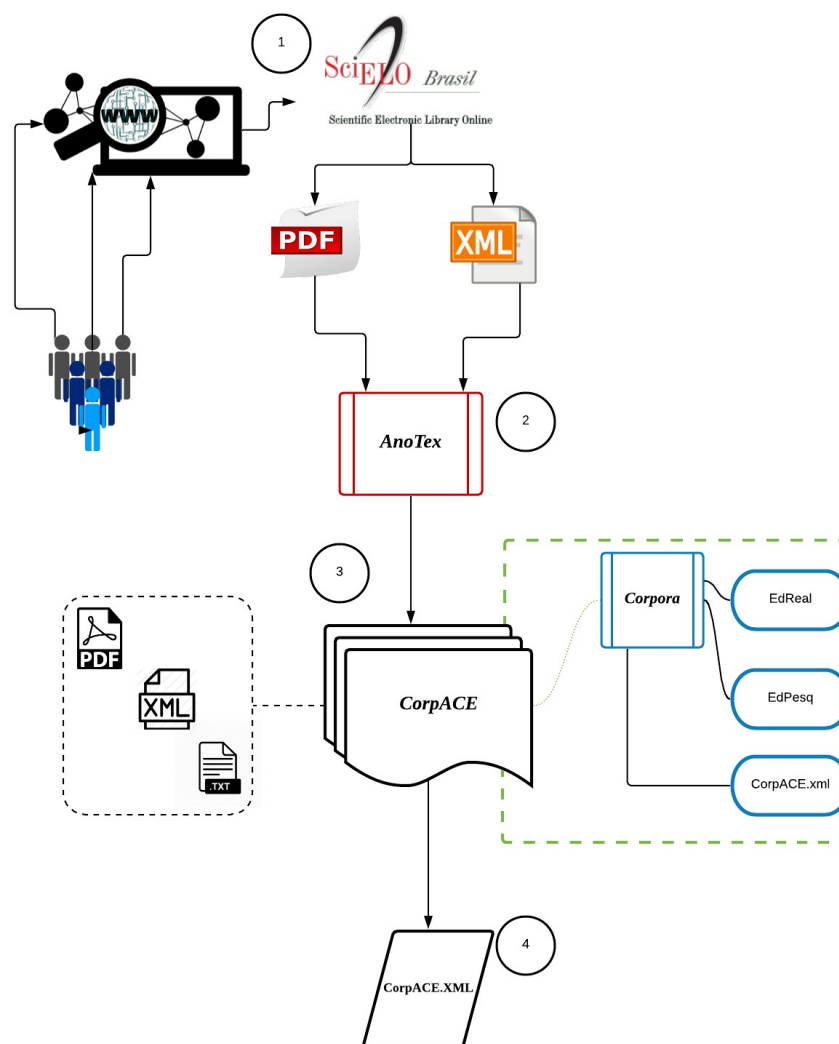 1
SciELO Brasil
Scientific Electronic Library Online
WWW
PDF
XML
2
AnoTex
3
Corpora
EdReal
EdPesq
CorpACE.xml
PDF
XML
.TXT
CorpACE
4
CorpACE.XML